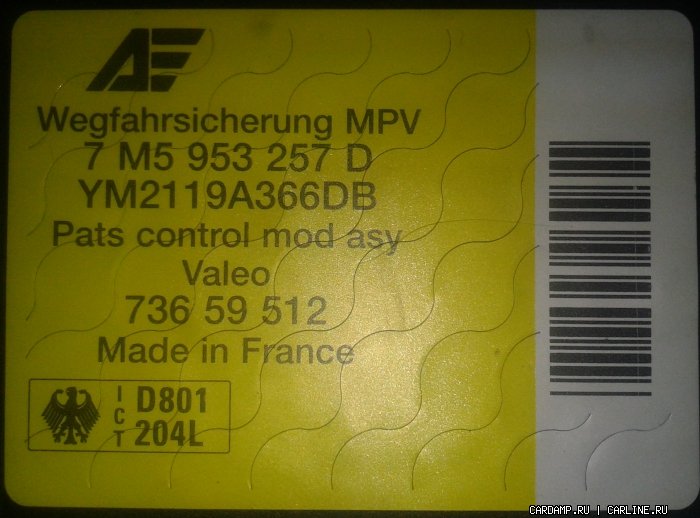 AE
Wegfahrsicherung MPV
7 M5 953 257 D
YM2119A366DB
Pats control mod asy
Valeo
736 59 512
Made in France
ICT
D801
204L
CARDAMP.RU | CARLINE.RU